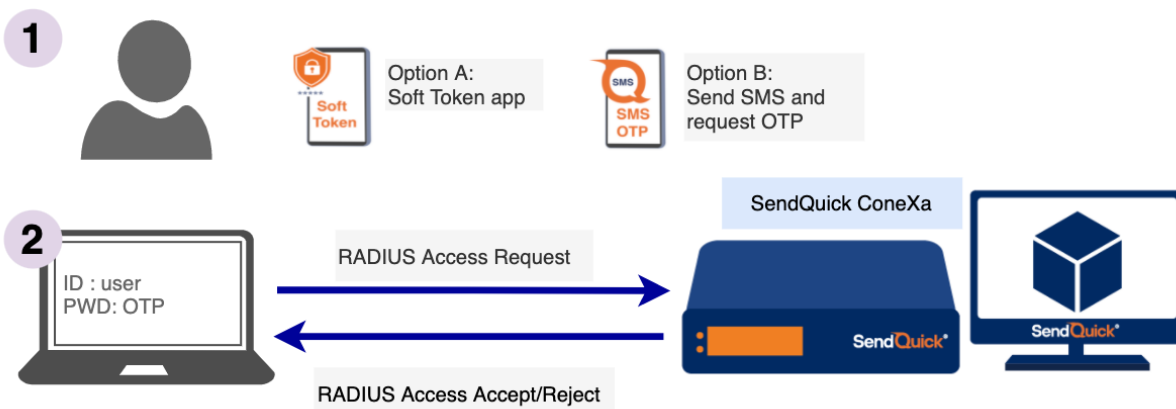 1
Soft
Token
Option A:
Soft Token app
SMS
SMS
OTP
Option B:
Send SMS and
request OTP
2
ID : user
PWD: OTP
RADIUS Access Request
RADIUS Access Accept/Reject
SendQuick ConeXa
SendQuick®
SendQuick®